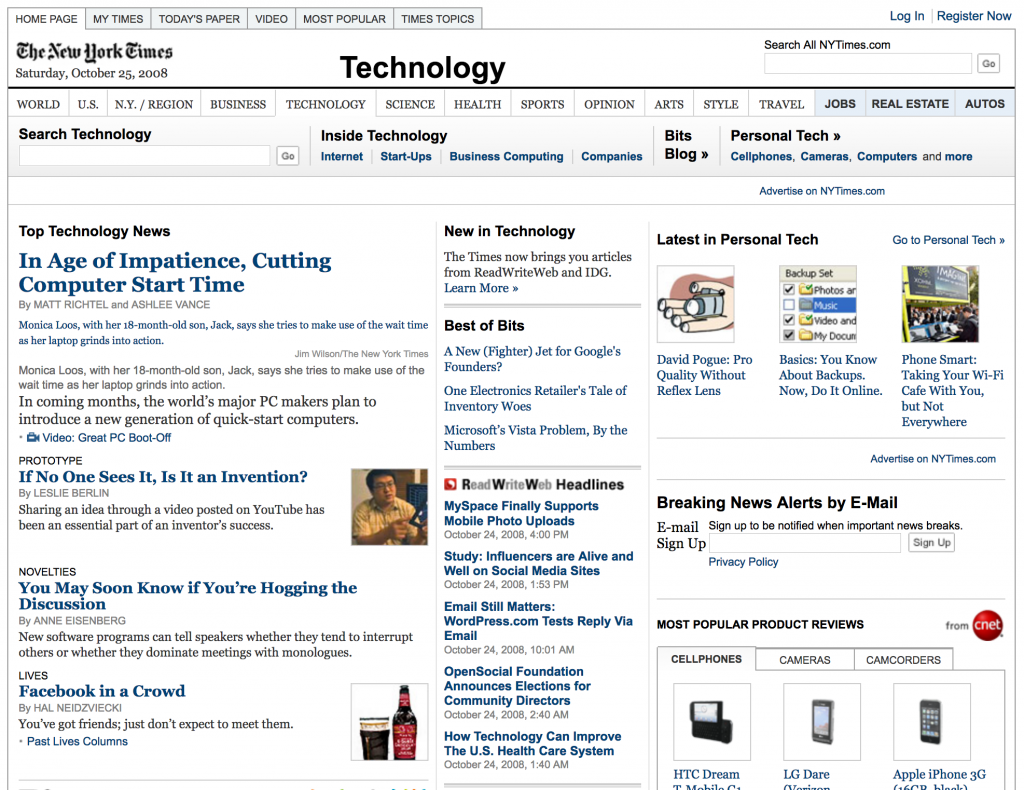 HOME PAGE MY TIMES TODAY'S PAPER VIDEO MOST POPULAR TIMES TOPICS
Log In Register Now
The New York Times
Saturday, October 25, 2008
Technology
Search All NYTimes.com
Go
WORLD U.S. N.Y. / REGION BUSINESS TECHNOLOGY SCIENCE HEALTH SPORTS OPINION ARTS STYLE TRAVEL JOBS REAL ESTATE AUTOS
Search Technology
Go
Inside Technology
Internet Start-Ups Business Computing Companies
Bits
Blog »
Personal Tech »
Cellphones, Cameras, Computers and more
Advertise on NYTimes.com
Top Technology News
In Age of Impatience, Cutting
Computer Start Time
By MATT RICHTEL and ASHLEE VANCE
Monica Loos, with her 18-month-old son, Jack, says she tries to make use of the wait time
as her laptop grinds into action.
Jim Wilson/The New York Times
Monica Loos, with her 18-month-old son, Jack, says she tries to make use of the
wait time as her laptop grinds into action.
In coming months, the world's major PC makers plan to
introduce a new generation of quick-start computers.
• Video: Great PC Boot-Off
PROTOTYPE
If No One Sees It, Is It an Invention?
By LESLIE BERLIN
Sharing an idea through a video posted on YouTube has
been an essential part of an inventor's success.
NOVELTIES
You May Soon Know if You're Hogging the
Discussion
By ANNE EISENBERG
New software programs can tell speakers whether they tend to interrupt
others or whether they dominate meetings with monologues.
LIVES
Facebook in a Crowd
By HAL NEIDZVIECKI
You've got friends; just don't expect to meet them.
• Past Lives Columns
New in Technology
The Times now brings you articles
from ReadWriteWeb and IDG.
Learn More »
Best of Bits
A New (Fighter) Jet for Google's
Founders?
One Electronics Retailer's Tale of
Inventory Woes
Microsoft's Vista Problem, By the
Numbers
ReadWriteWeb Headlines
MySpace Finally Supports
Mobile Photo Uploads
October 24, 2008, 4:00 PM
Study: Influencers are Alive and
Well on Social Media Sites
October 24, 2008, 1:53 PM
Email Still Matters:
WordPress.com Tests Reply Via
Email
October 24, 2008, 10:01 AM
OpenSocial Foundation
Announces Elections for
Community Directors
October 24, 2008, 2:40 AM
How Technology Can Improve
The U.S. Health Care System
October 24, 2008, 1:40 AM
Latest in Personal Tech
Go to Personal Tech »
Backup Set
Photos ar
Music
Video and
My Docum
David Pogue: Pro
Quality Without
Reflex Lens
Basics: You Know
About Backups.
Now, Do It Online.
Phone Smart:
Taking Your Wi-Fi
Cafe With You,
but Not
Everywhere
Advertise on NYTimes.com
Breaking News Alerts by E-Mail
E-mail
Sign Up
Sign up to be notified when important news breaks.
Sign Up
Privacy Policy
MOST POPULAR PRODUCT REVIEWS
from cnet
CELLPHONES CAMERAS CAMCORDERS
HTC Dream
T-Mobile G1
LG Dare
(Verizon
Apple iPhone 3G
(16GB, black)